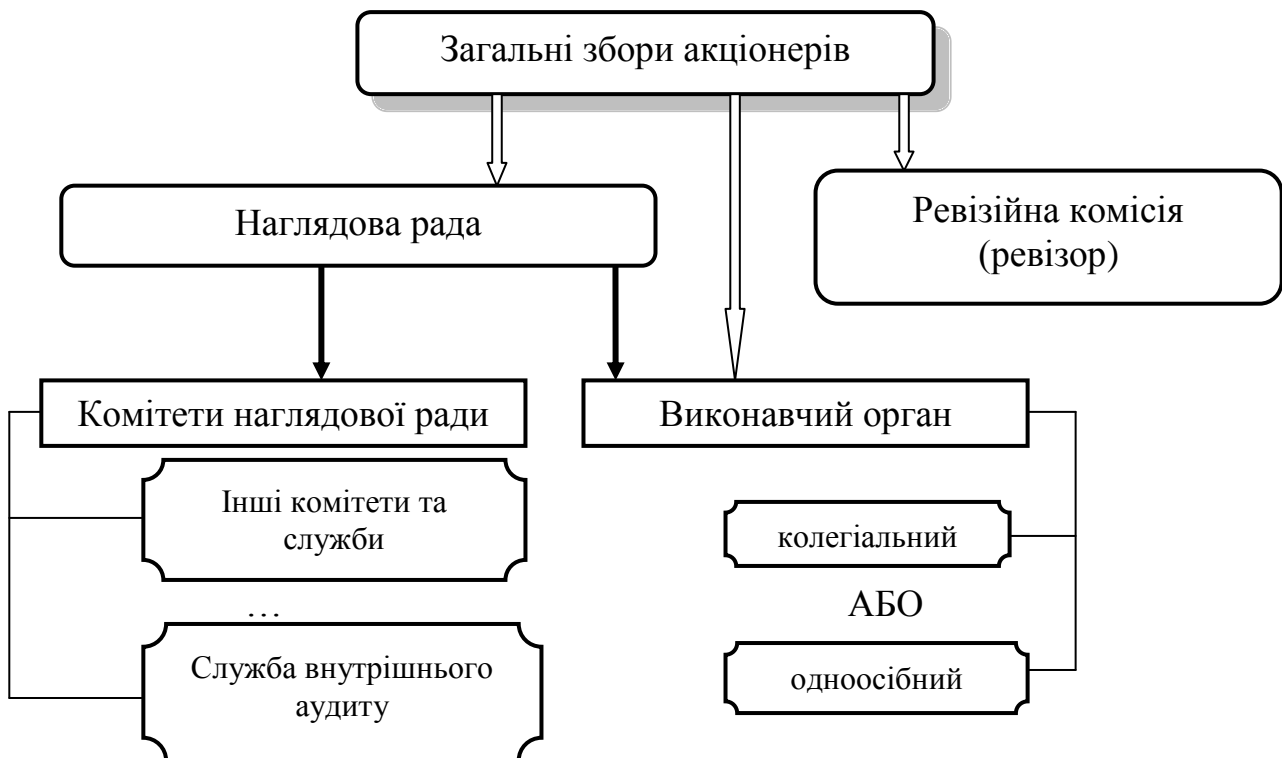 Загальні збори акціонерів
Наглядова рада
Ревізійна комісія
(ревізор)
Комітети наглядової ради
Виконавчий орган
Інші комітети та
служби
колегіальний
…
АБО
Служба внутрішнього
аудиту
одноосібний